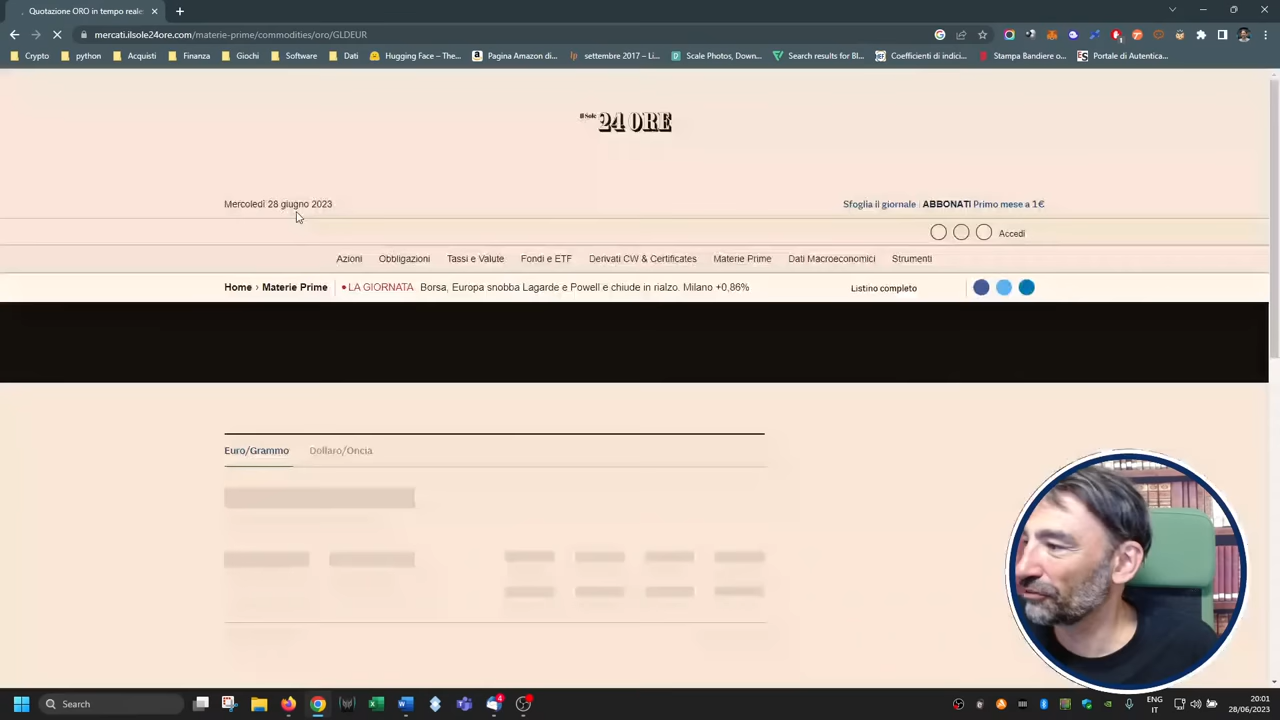 Quotazione ORO in tempo reale:
mercati.ilsole24ore.com/materie-prime/commodities/oro/GLDEUR
Crypto
python
Acquisti
Finanza
Giochi
Software
Dati
Hugging Face – The...
Pagina Amazon di...
lp settembre 2017 – Li...
Scale Photos, Down...
Search results for Bl...
Coefficienti di indici...
Stampa Bandiere o...
Portale di Autentica...
Il Sole 24 ORE
Mercoledì 28 giugno 2023
Sfoglia il giornale ABBONATI Primo mese a 1€
Accedi
Azioni Obbligazioni Tassi e Valute Fondi e ETF Derivati CW & Certificates Materie Prime Dati Macroeconomici Strumenti
Home › Materie Prime • LA GIORNATA Borsa, Europa snobba Lagarde e Powell e chiude in rialzo. Milano +0,86% Listino completo
Euro/Grammo Dollaro/Oncia
Search
4
ENG
IT
20:01
28/06/2023